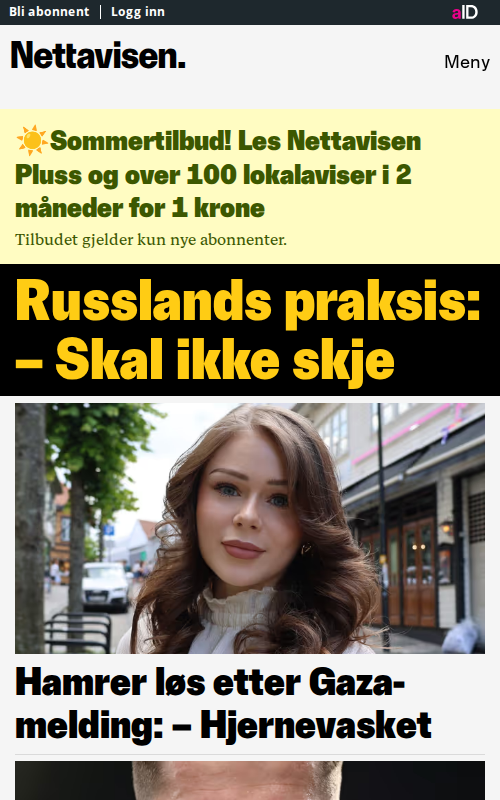 Bli abonnent | Logg inn aID
Nettavisen.
Meny
☀️Sommertilbud! Les Nettavisen
Pluss og over 100 lokalaviser i 2
måneder for 1 krone
Tilbudet gjelder kun nye abonnenter.
Russlands praksis:
– Skal ikke skje
Hamrer løs etter Gaza-
melding: – Hjernevasket